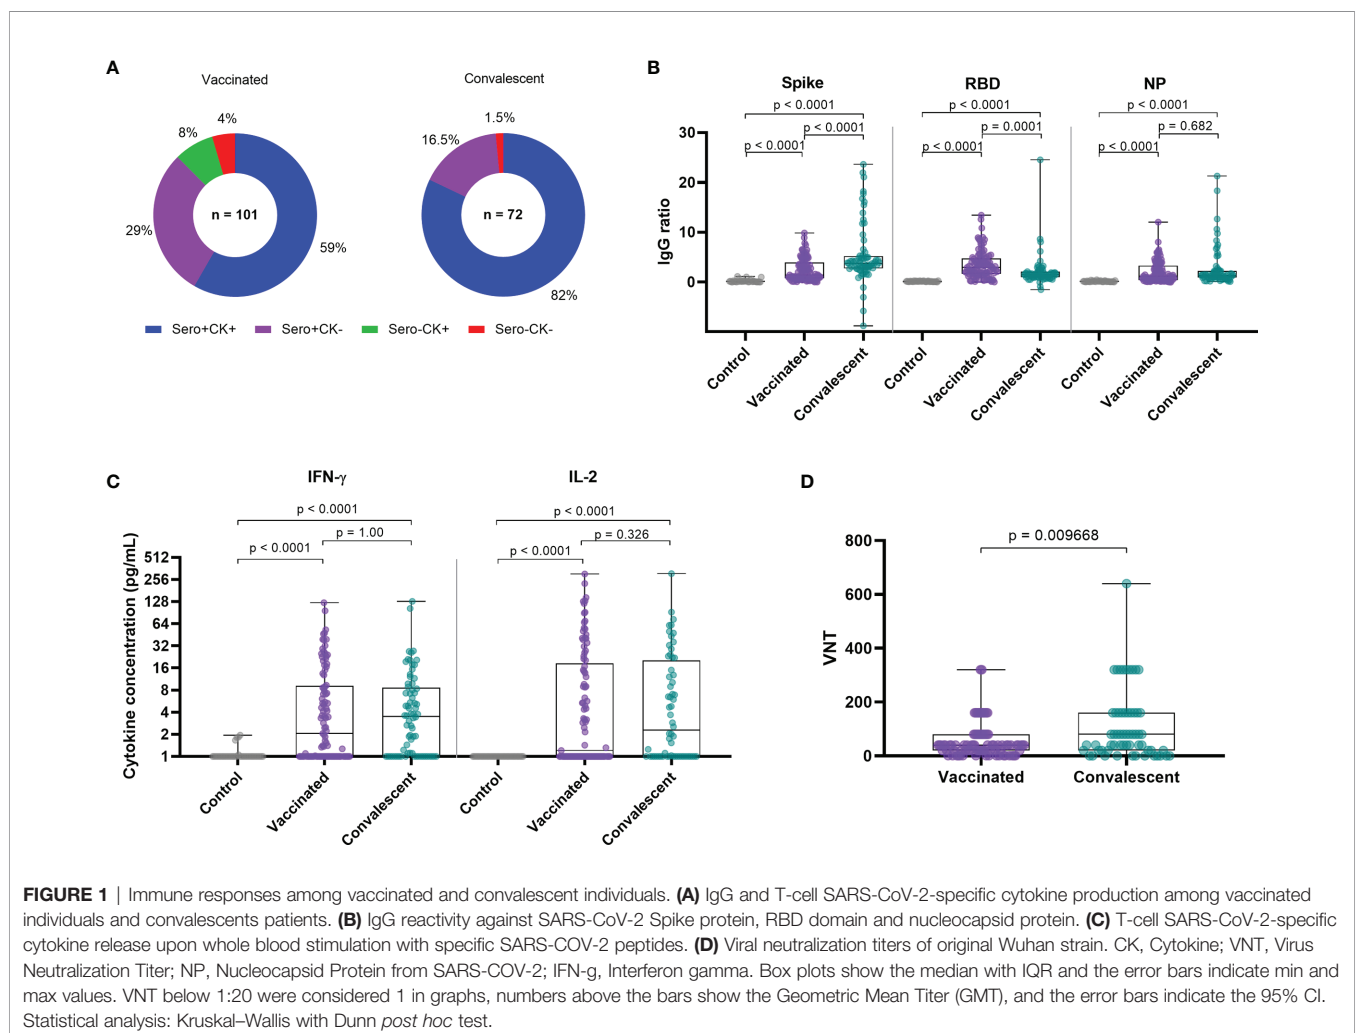 A
Vaccinated
Convalescent
4%
8%
29%
59%
n = 101
1.5%
16.5%
82%
n = 72
Sero+CK+ Sero+CK- Sero-CK+ Sero-CK-
B
Spike RBD NP
p < 0.0001 p < 0.0001 p < 0.0001
p < 0.0001 p = 0.0001 p = 0.682
p < 0.0001 p < 0.0001 p < 0.0001
IgG ratio
30
20
10
0
Control Vaccinated Convalescent Control Vaccinated Convalescent Control Vaccinated Convalescent
C
IFN-γ IL-2
p < 0.0001 p < 0.0001
p = 1.00 p = 0.326
p < 0.0001 p < 0.0001
Cytokine concentration (pg/mL)
512
256
128
64
32
16
8
4
2
1
Control Vaccinated Convalescent Control Vaccinated Convalescent
D
p = 0.009668
VNT
800
600
400
200
0
Vaccinated Convalescent
FIGURE 1 | Immune responses among vaccinated and convalescent individuals. (A) IgG and T-cell SARS-CoV-2-specific cytokine production among vaccinated
individuals and convalescents patients. (B) IgG reactivity against SARS-CoV-2 Spike protein, RBD domain and nucleocapsid protein. (C) T-cell SARS-CoV-2-specific
cytokine release upon whole blood stimulation with specific SARS-COV-2 peptides. (D) Viral neutralization titers of original Wuhan strain. CK, Cytokine; VNT, Virus
Neutralization Titer; NP, Nucleocapsid Protein from SARS-COV-2; IFN-g, Interferon gamma. Box plots show the median with IQR and the error bars indicate min and
max values. VNT below 1:20 were considered 1 in graphs, numbers above the bars show the Geometric Mean Titer (GMT), and the error bars indicate the 95% CI.
Statistical analysis: Kruskal–Wallis with Dunn post hoc test.